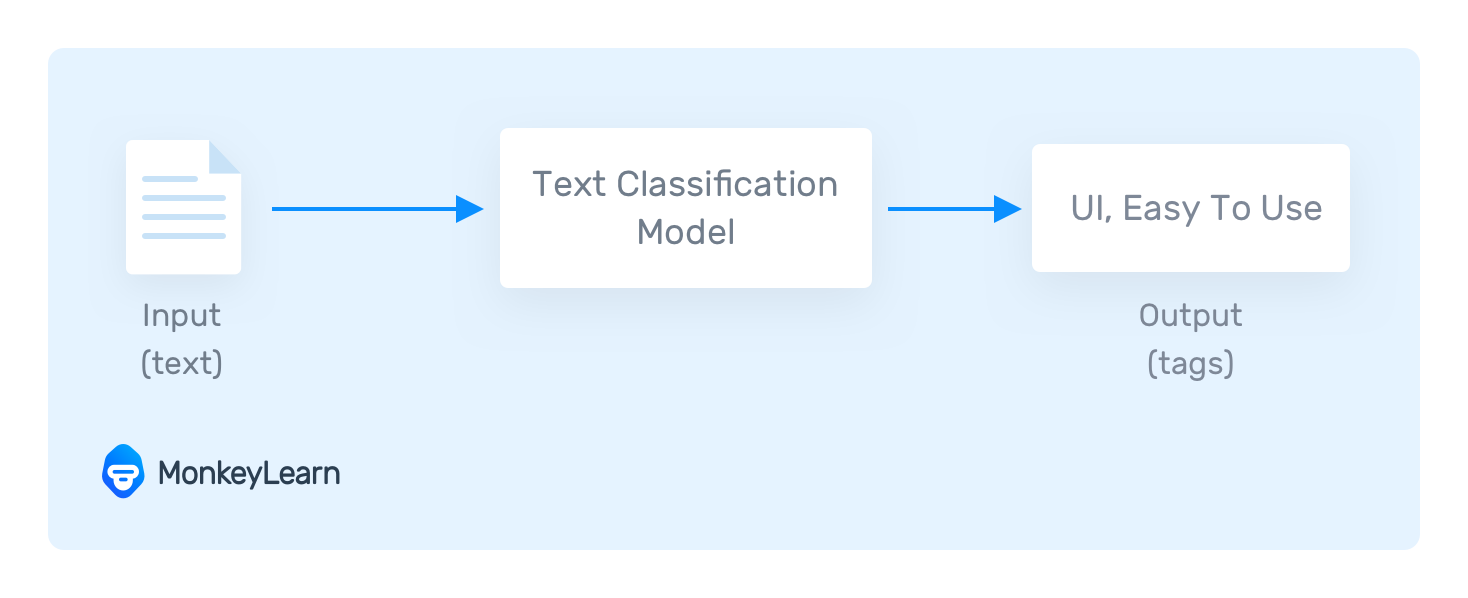 Text Classification
Model
UI, Easy To Use
Input
(text)
Output
(tags)
MonkeyLearn